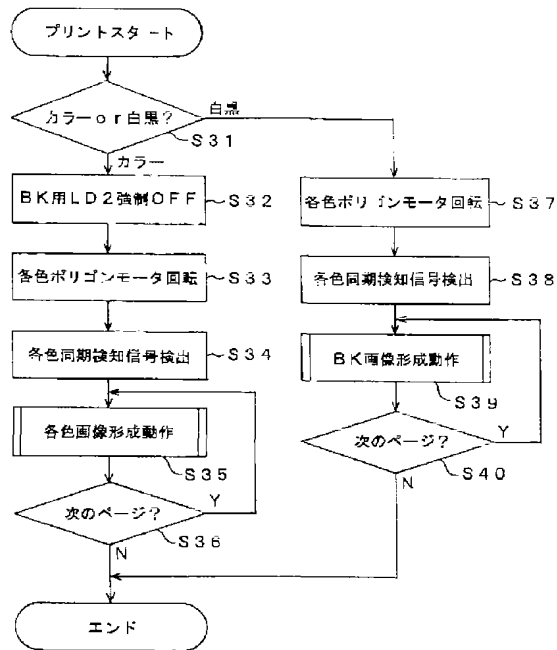 プリントスタート
カラーor白黒?
白黒
S31
カラー
BK用LD2強制OFF
S32
各色ポリゴンモータ回転
S33
各色同期検知信号検出
S34
各色画像形成動作
S35
次のページ?
Y
S36
N
各色ポリゴンモータ回転
S37
各色同期検知信号検出
S38
BK画像形成動作
S39
次のページ?
Y
S40
N
エンド